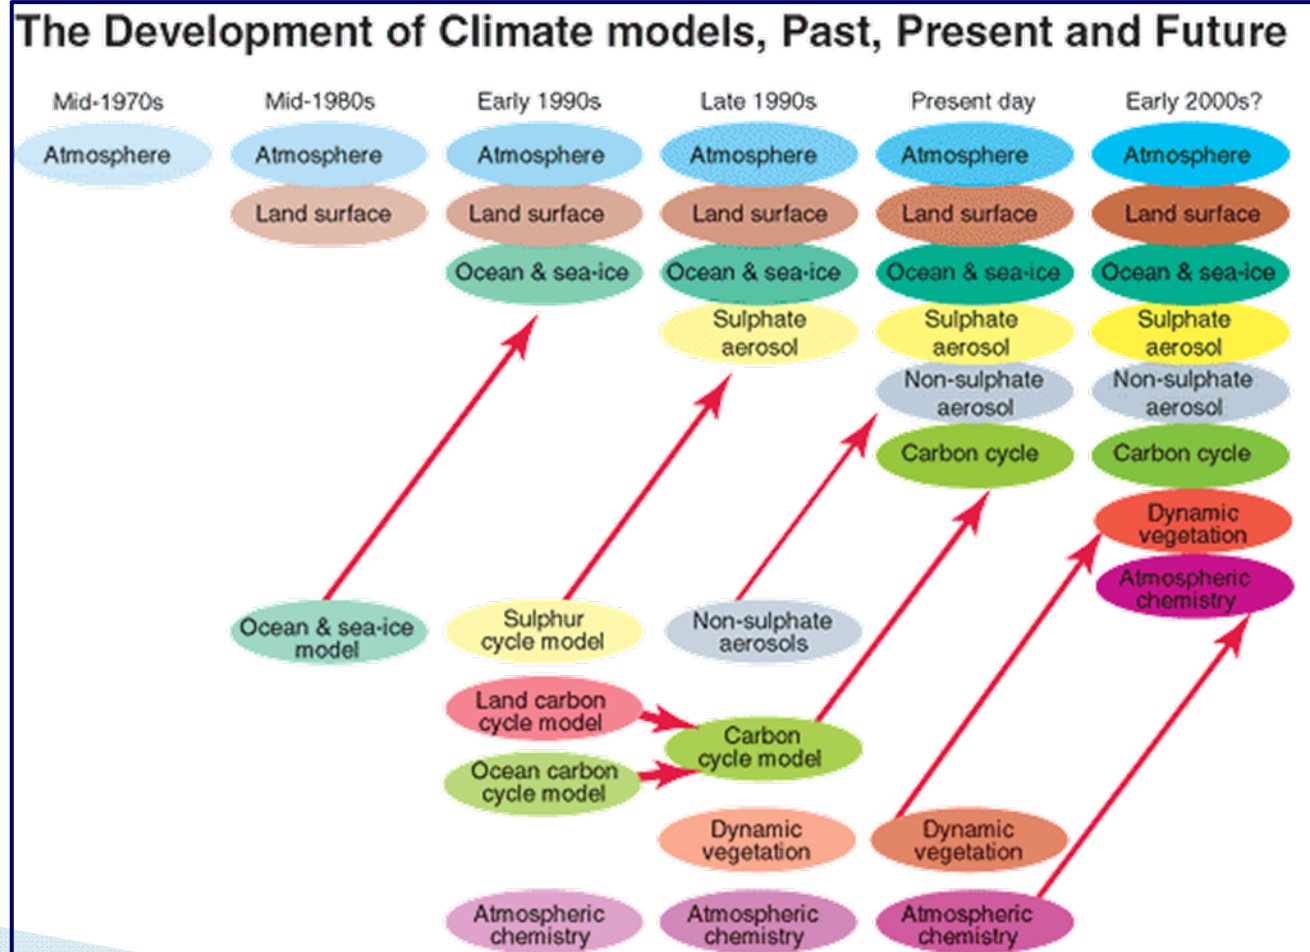 The Development of Climate models, Past, Present and Future
Mid-1970s Mid-1980s Early 1990s Late 1990s Present day Early 2000s?
Atmosphere Atmosphere Atmosphere Atmosphere Atmosphere Atmosphere
Land surface Land surface Land surface Land surface Land surface
Ocean & sea-ice Ocean & sea-ice Ocean & sea-ice Ocean & sea-ice
Sulphate Sulphate Sulphate
aerosol aerosol aerosol
Non-sulphate Non-sulphate
aerosol aerosol
Carbon cycle Carbon cycle
Dynamic
vegetation
Atmospheric
chemistry
Ocean & sea-ice Sulphur Non-sulphate
model cycle model aerosols
Land carbon
cycle model
Carbon
cycle model
Ocean carbon
cycle model
Dynamic Dynamic
vegetation vegetation
Atmospheric Atmospheric Atmospheric
chemistry chemistry chemistry